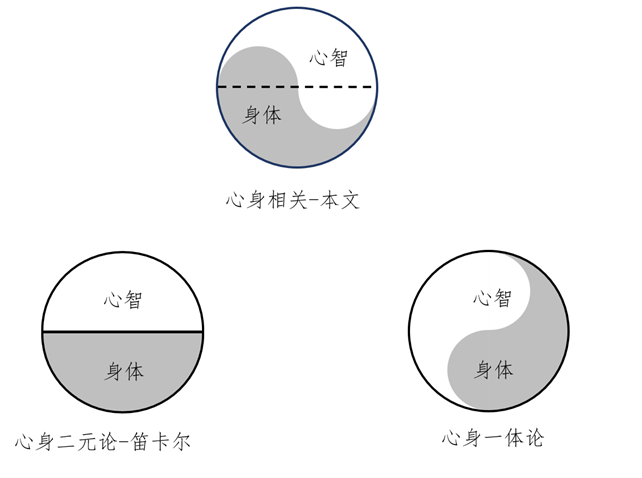 心智
身体
心身相关-本文
心智
身体
心身二元论-笛卡尔
心智
身体
心身一体论